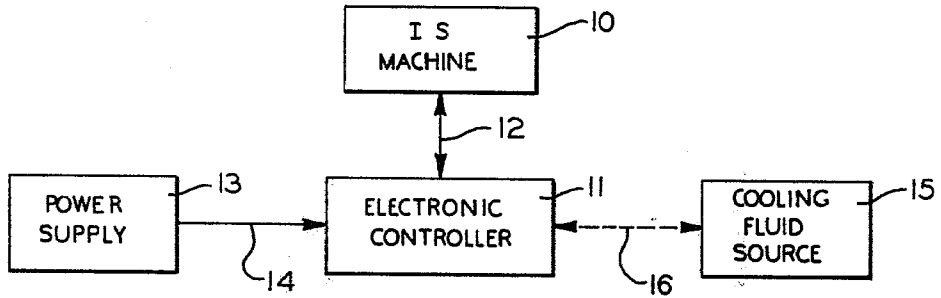 I S
MACHINE
10
12
POWER
SUPPLY
13
14
ELECTRONIC
CONTROLLER
11
16
COOLING
FLUID
SOURCE
15